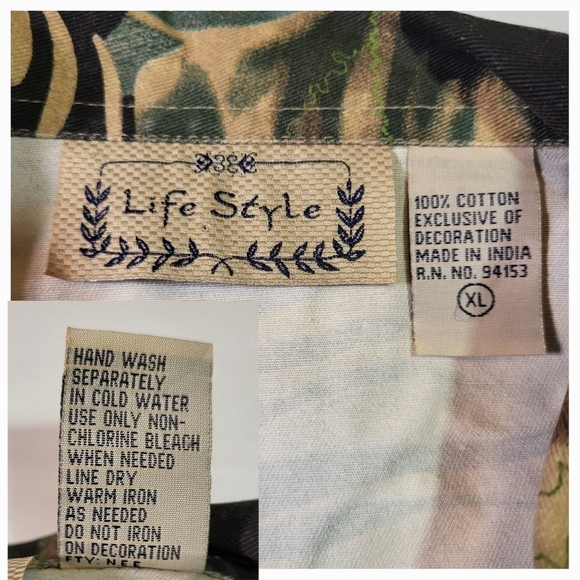 Life Style
100% COTTON
EXCLUSIVE OF
DECORATION
MADE IN INDIA
R.N. NO. 94153
XL
HAND WASH
SEPARATELY
IN COLD WATER
USE ONLY NON-
CHLORINE BLEACH
WHEN NEEDED
LINE DRY
WARM IRON
AS NEEDED
DO NOT IRON
ON DECORATION